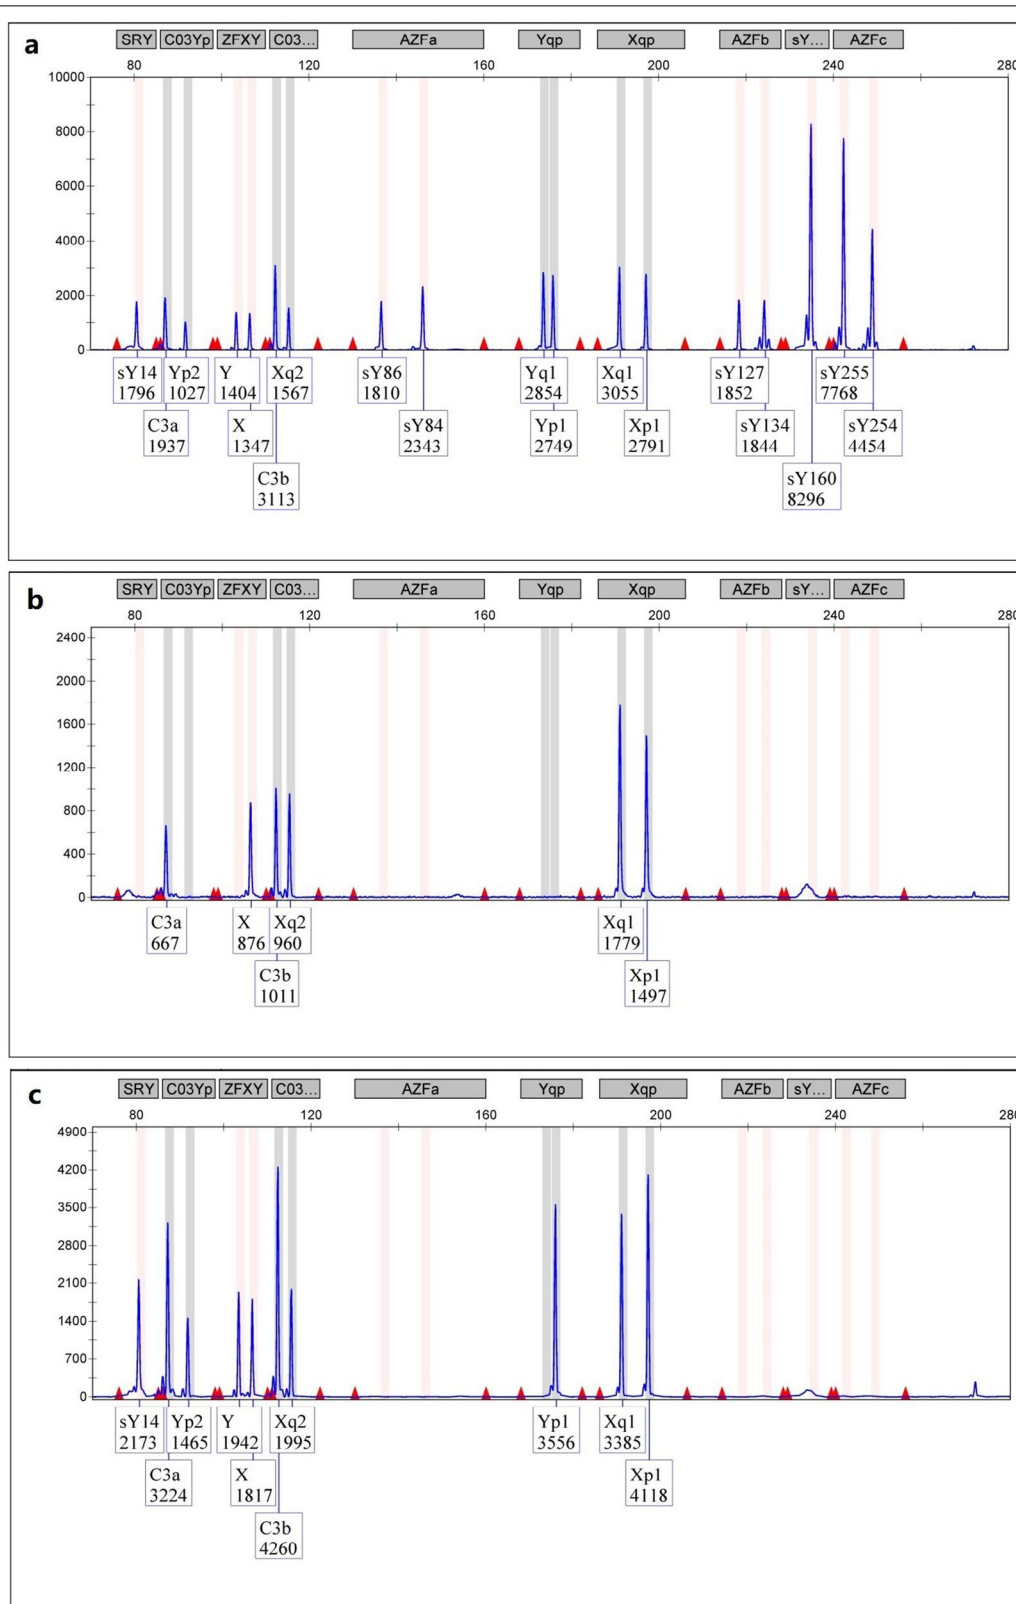 a
SRY C03Yp ZFXY C03... AZFa Yqp Xqp AZFb sY... AZFc
80 120 160 200 240 280
10000
8000
6000
4000
2000
0
sY14 Yp2 Y Xq2 sY86 Yq1 Xq1 sY127 sY255
1796 1027 1404 1567 1810 2854 3055 1852 7768
C3a X sY84 Yp1 Xp1 sY134 sY254
1937 1347 2343 2749 2791 1844 4454
C3b sY160
3113 8296
b
SRY C03Yp ZFXY C03... AZFa Yqp Xqp AZFb sY... AZFc
80 120 160 200 240 280
2400
2000
1600
1200
800
400
0
C3a X Xq2 Xq1
667 876 960 1779
C3b Xp1
1011 1497
c
SRY C03Yp ZFXY C03... AZFa Yqp Xqp AZFb sY... AZFc
80 120 160 200 240 280
4900
4200
3500
2800
2100
1400
700
0
sY14 Yp2 Y Xq2 Yp1 Xq1
2173 1465 1942 1995 3556 3385
C3a X Xp1
3224 1817 4118
C3b
4260